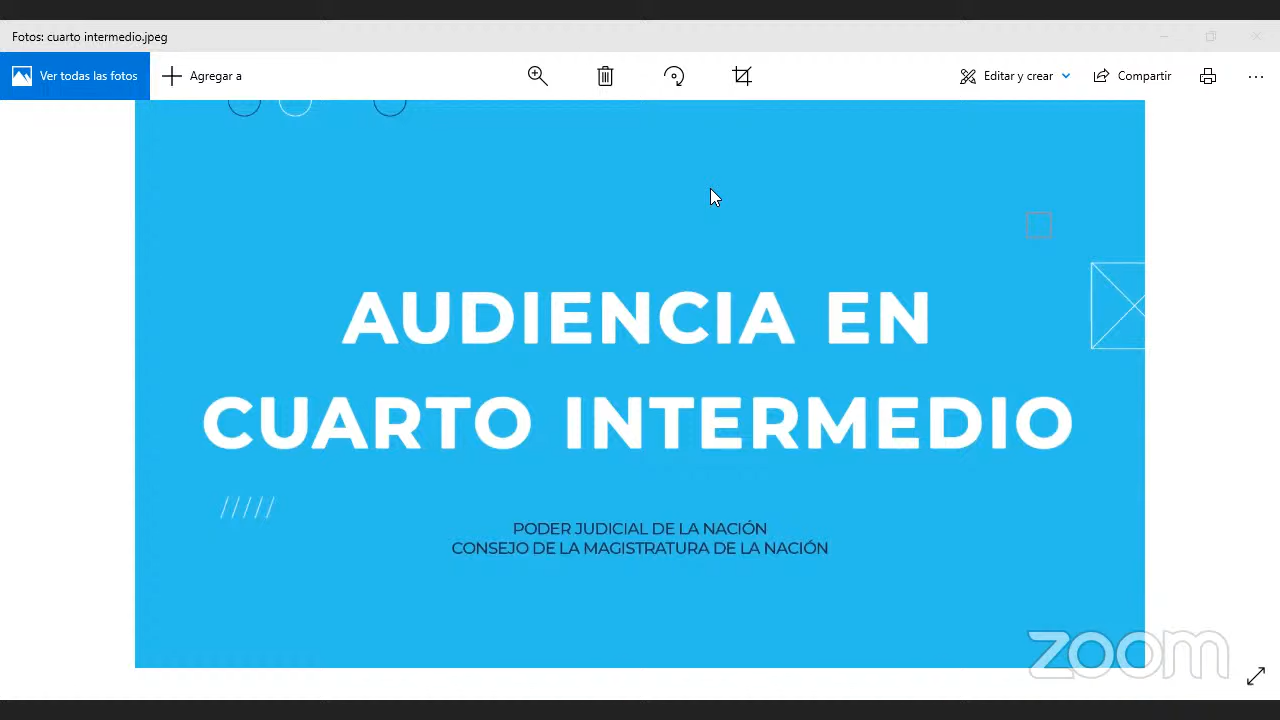 Fotos: cuarto intermedio.jpeg
Ver todas las fotos
Agregar a
Editar y crear
Compartir
AUDIENCIA EN
CUARTO INTERMEDIO
PODER JUDICIAL DE LA NACIÓN
CONSEJO DE LA MAGISTRATURA DE LA NACIÓN
zoom